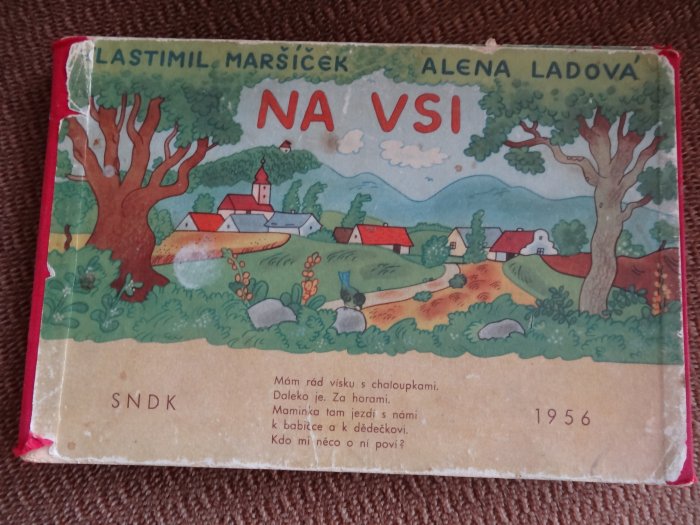 LASTIMIL MARŠÍČEK ALENA LADOVÁ
NA VSI
SNDK
Mám rád vísku s chaloupkami.
Daleko je. Za horami.
Maminka tam jezdí s námi
k babičce a k dědečkovi.
Kdo mi něco o ní poví?
1956